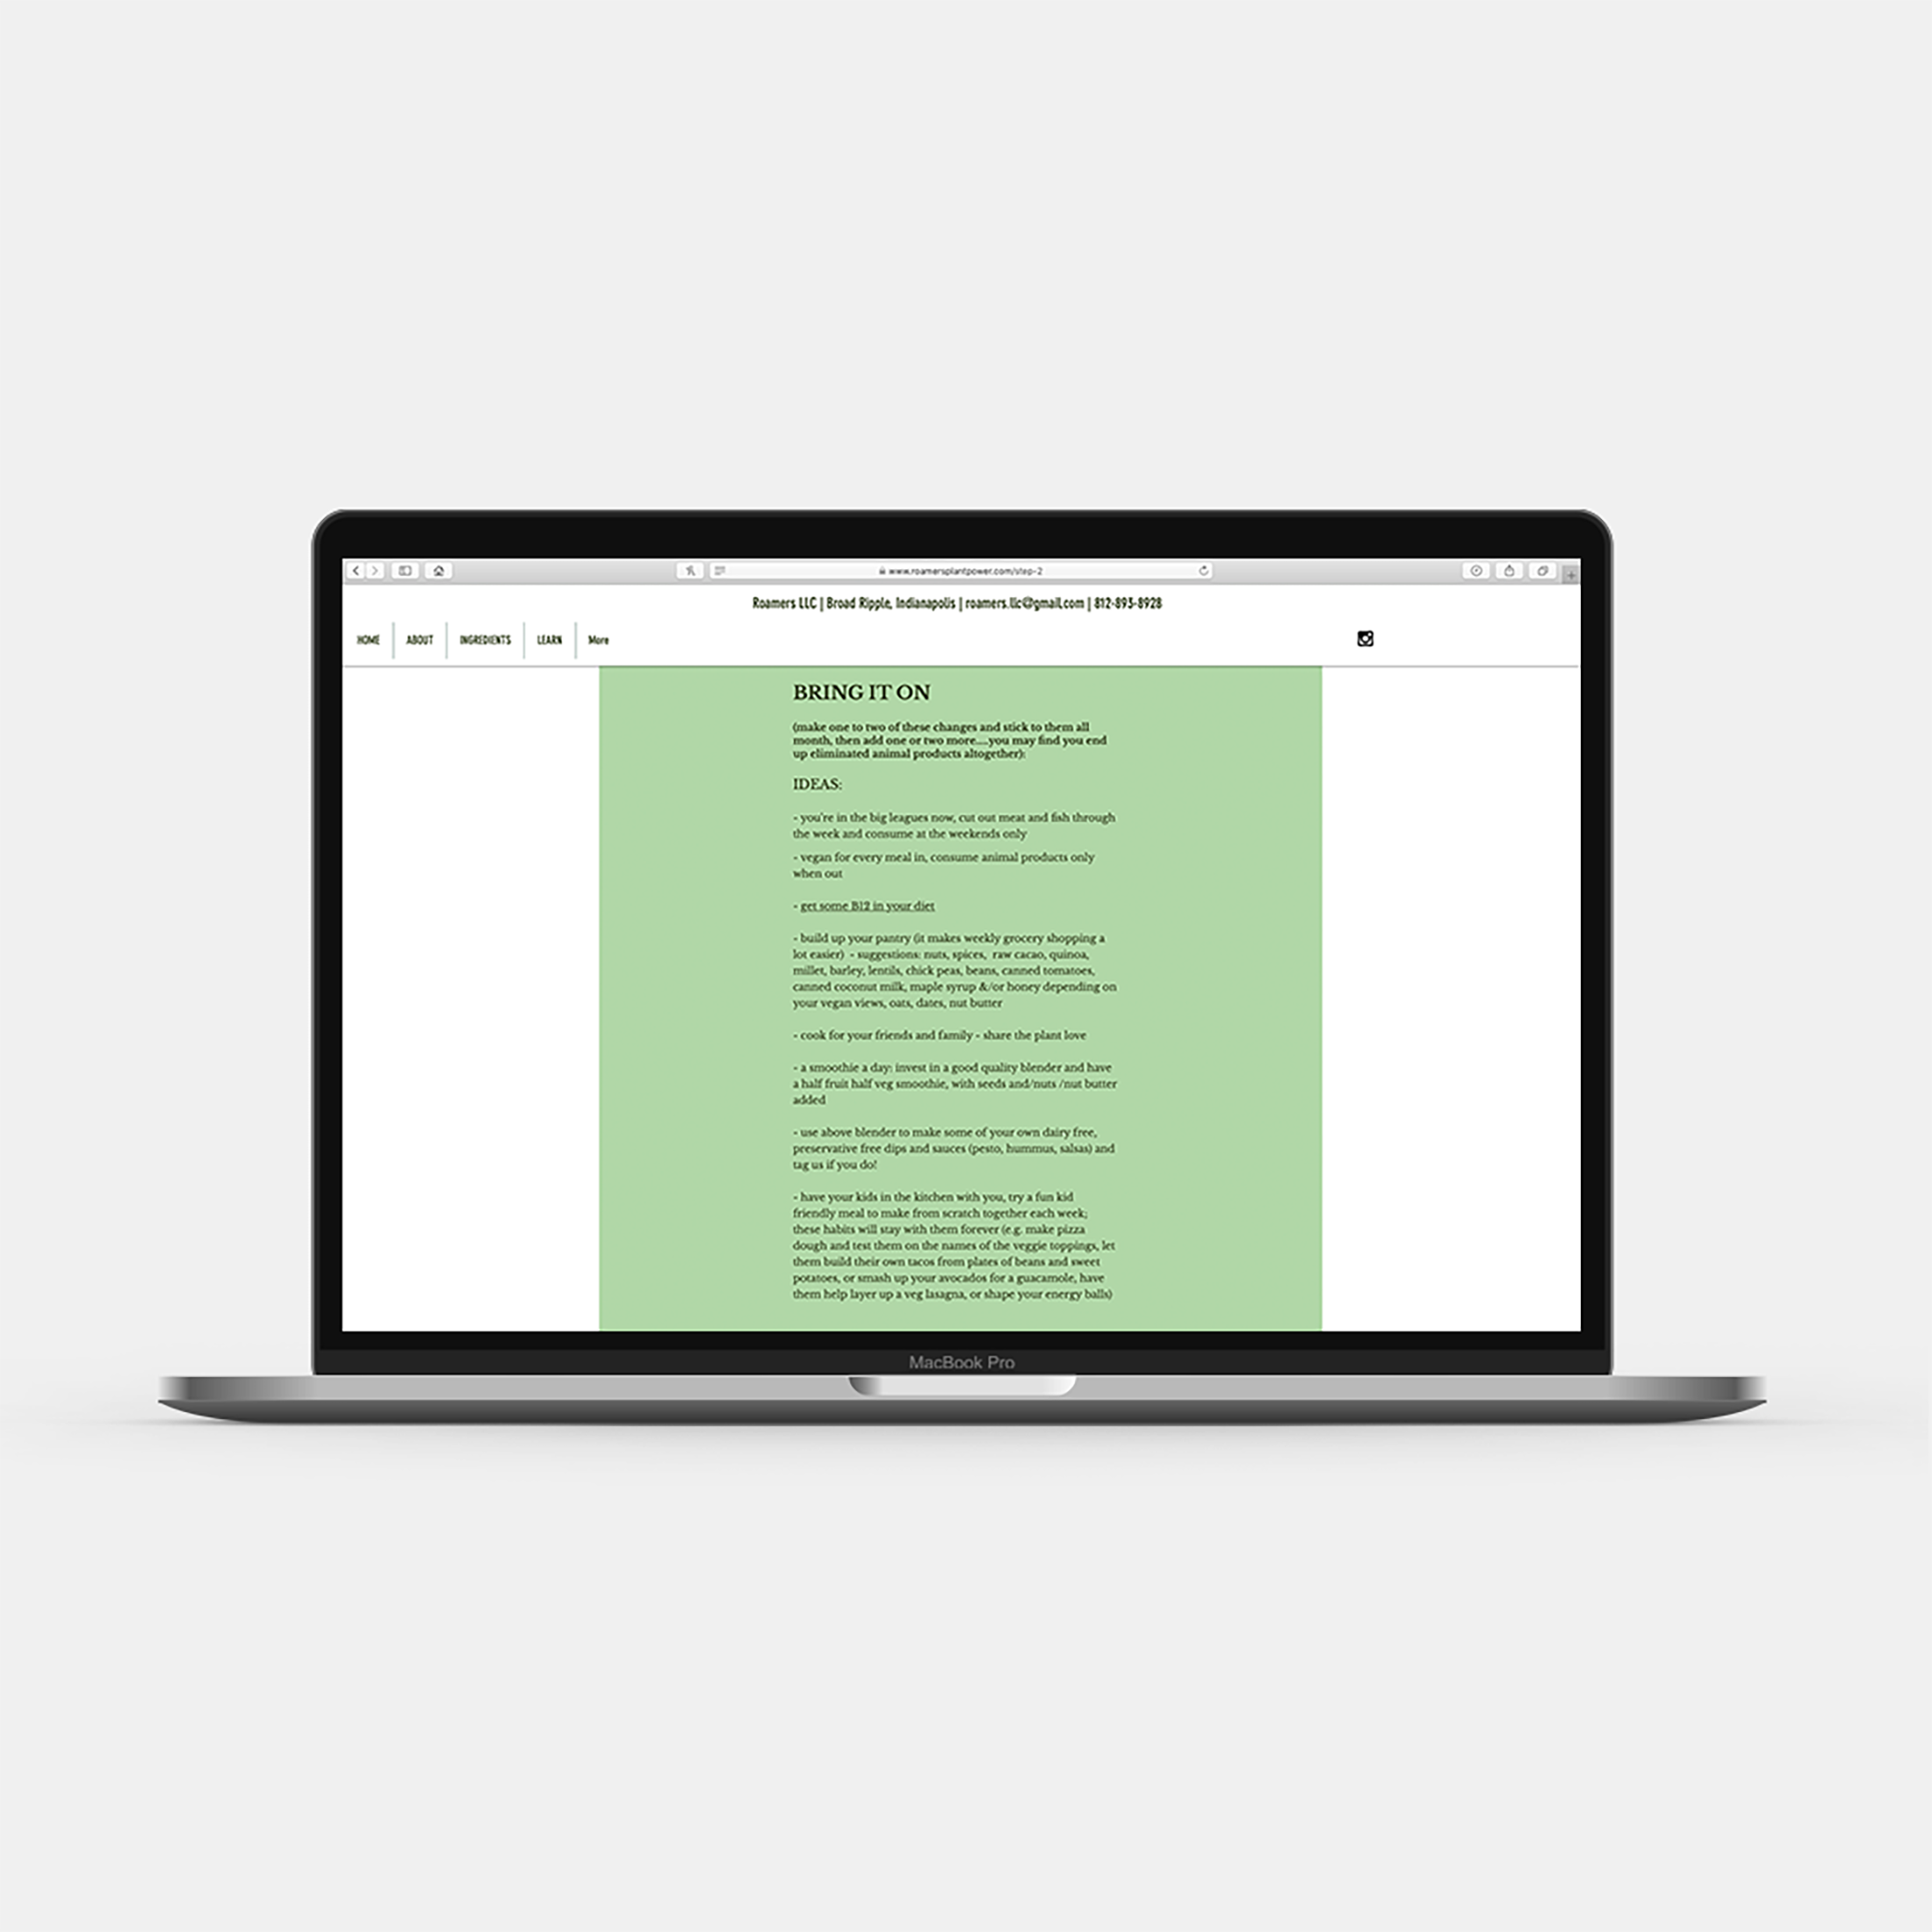 www.roamersplantpower.com/step-2
Roamers LLC | Broad Ripple, Indianapolis | roamers.llc@gmail.com | 812-893-8928
HOME ABOUT INGREDIENTS LEARN More
BRING IT ON
(make one to two of these changes and stick to them all
month, then add one or two more....you may find you end
up eliminated animal products altogether):
IDEAS:
- you're in the big leagues now, cut out meat and fish through
the week and consume at the weekends only
- vegan for every meal in, consume animal products only
when out
- get some B12 in your diet
- build up your pantry (it makes weekly grocery shopping a
lot easier) - suggestions: nuts, spices, raw cacao, quinoa,
millet, barley, lentils, chick peas, beans, canned tomatoes,
canned coconut milk, maple syrup &/or honey depending on
your vegan views, oats, dates, nut butter
- cook for your friends and family - share the plant love
- a smoothie a day: invest in a good quality blender and have
a half fruit half veg smoothie, with seeds and/nuts /nut butter
added
- use above blender to make some of your own dairy free,
preservative free dips and sauces (pesto, hummus, salsas) and
tag us if you do!
- have your kids in the kitchen with you, try a fun kid
friendly meal to make from scratch together each week;
these habits will stay with them forever (e.g. make pizza
dough and test them on the names of the veggie toppings, let
them build their own tacos from plates of beans and sweet
potatoes, or smash up your avocados for a guacamole, have
them help layer up a veg lasagna, or shape your energy balls)
MacBook Pro